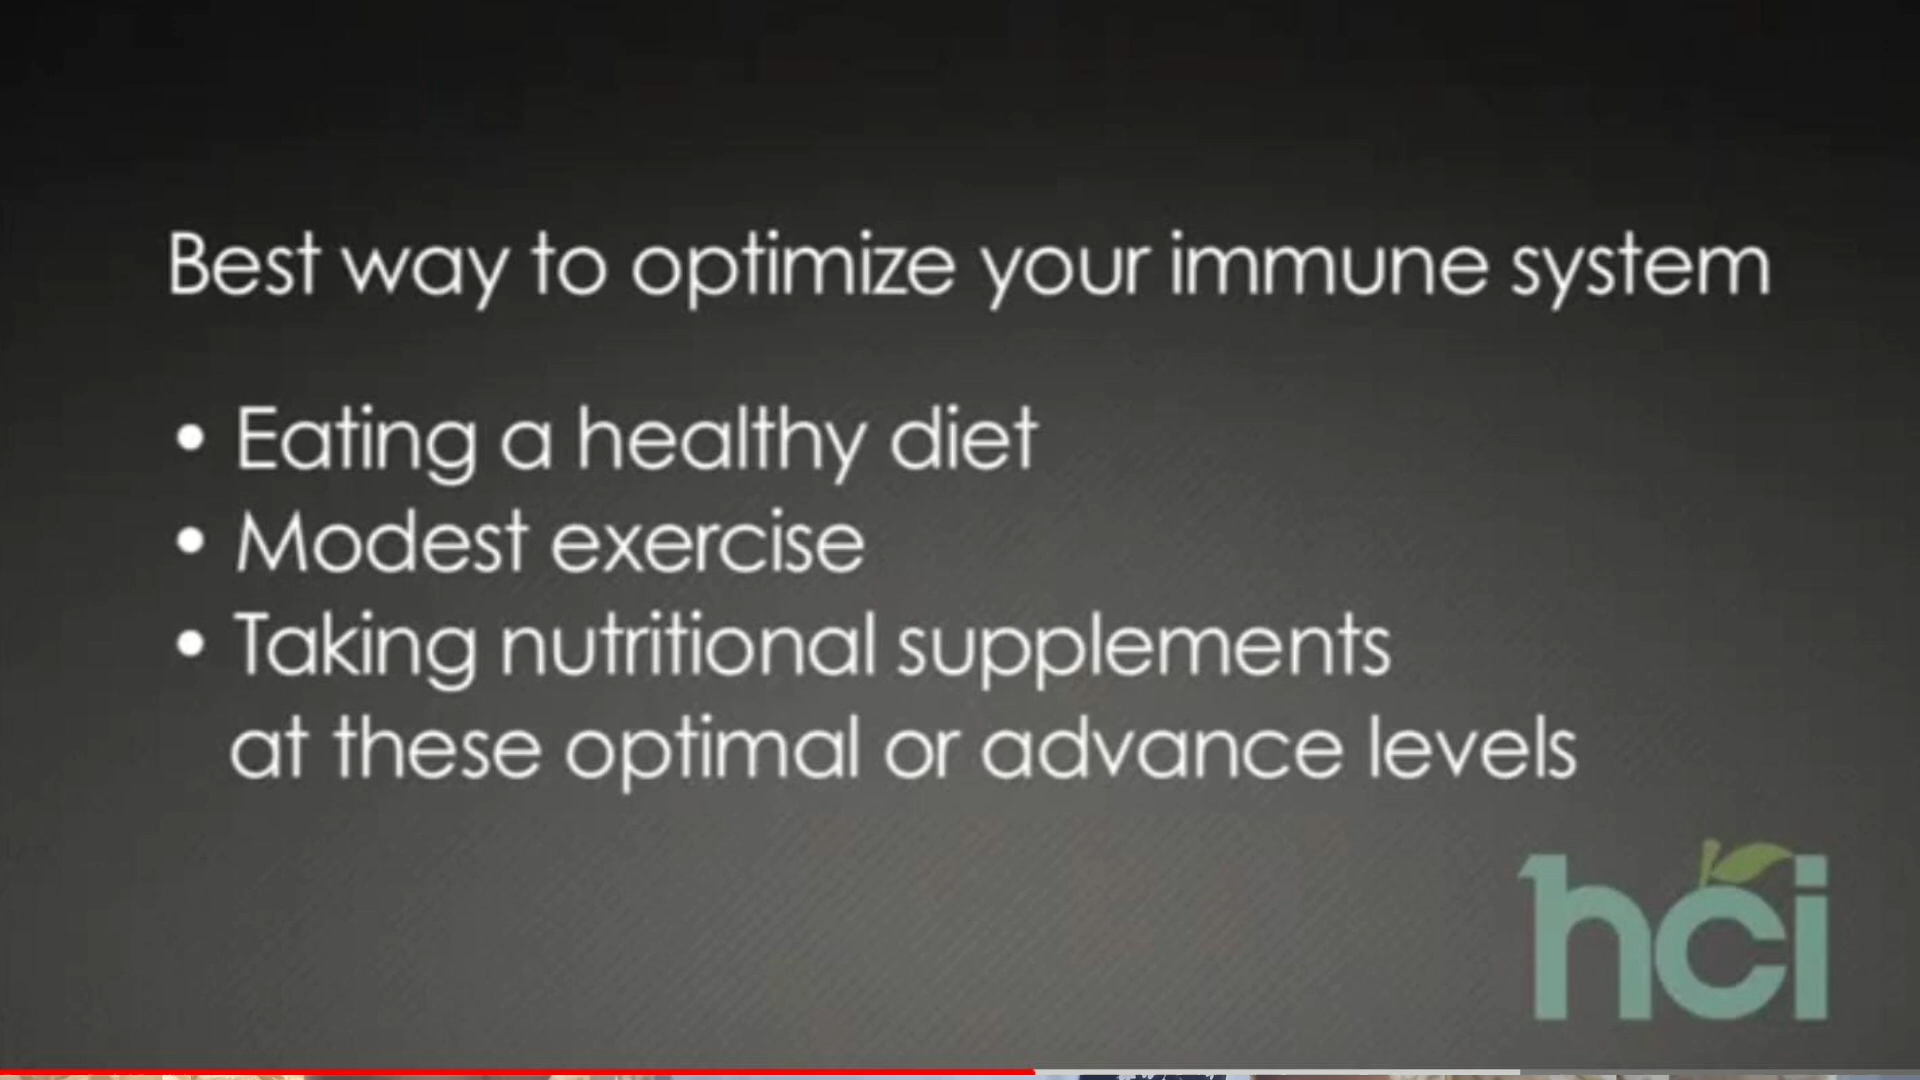 Best way to optimize your immune system
• Eating a healthy diet
• Modest exercise
• Taking nutritional supplements
at these optimal or advance levels
hci